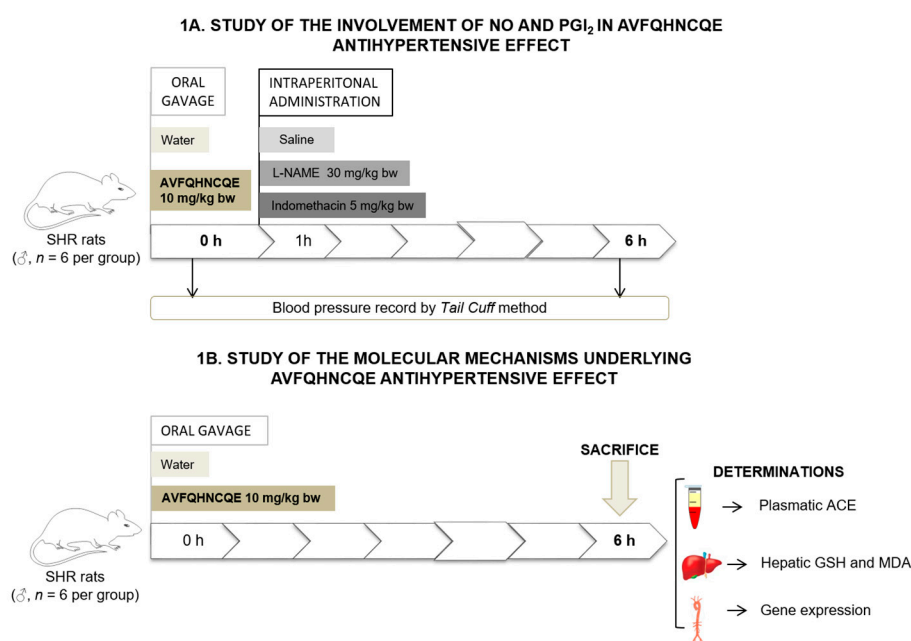 1A. STUDY OF THE INVOLVEMENT OF NO AND PGI₂ IN AVFQHNCQE
ANTIHYPERTENSIVE EFFECT
ORAL
GAVAGE
INTRAPERITONAL
ADMINISTRATION
Water
Saline
AVFQHNCQE
10 mg/kg bw
L-NAME 30 mg/kg bw
Indomethacin 5 mg/kg bw
SHR rats
(♂, n = 6 per group)
0 h
1h
6 h
Blood pressure record by Tail Cuff method
1B. STUDY OF THE MOLECULAR MECHANISMS UNDERLYING
AVFQHNCQE ANTIHYPERTENSIVE EFFECT
ORAL GAVAGE
Water
AVFQHNCQE 10 mg/kg bw
SHR rats
(♂, n = 6 per group)
0 h
6 h
SACRIFICE
DETERMINATIONS
Plasmatic ACE
Hepatic GSH and MDA
Gene expression